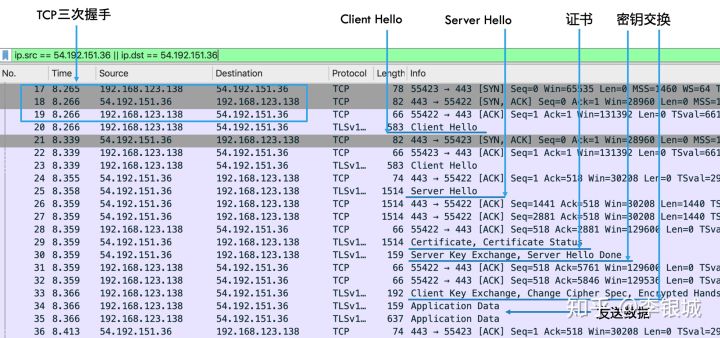 TCP三次握手 Client Hello Server Hello 证书 密钥交换
ip.src == 54.192.151.36 || ip.dst == 54.192.151.36
No. Time Source Destination Protocol Length Info
17 8.265 192.168.123.138 54.192.151.36 TCP 78 55423 → 443 [SYN] Seq=0 Win=65535 Len=0 MSS=1460 WS=64 T
18 8.266 54.192.151.36 192.168.123.138 TCP 82 443 → 55422 [SYN, ACK] Seq=0 Ack=1 Win=28960 Len=0 MSS=1
19 8.266 192.168.123.138 54.192.151.36 TCP 66 55422 → 443 [ACK] Seq=1 Ack=1 Win=131392 Len=0 TSval=661
20 8.266 192.168.123.138 54.192.151.36 TLSv1… 583 Client Hello
21 8.339 54.192.151.36 192.168.123.138 TCP 82 443 → 55423 [SYN, ACK] Seq=0 Ack=1 Win=28960 Len=0 MSS=1
22 8.339 192.168.123.138 54.192.151.36 TCP 66 55423 → 443 [ACK] Seq=1 Ack=1 Win=131392 Len=0 TSval=661
23 8.339 192.168.123.138 54.192.151.36 TLSv1… 583 Client Hello
24 8.355 54.192.151.36 192.168.123.138 TCP 74 443 → 55422 [ACK] Seq=1 Ack=518 Win=30208 Len=0 TSval=29
25 8.358 54.192.151.36 192.168.123.138 TLSv1… 1514 Server Hello
26 8.359 54.192.151.36 192.168.123.138 TCP 1514 443 → 55422 [ACK] Seq=1441 Ack=518 Win=30208 Len=1440 T
27 8.359 54.192.151.36 192.168.123.138 TCP 1514 443 → 55422 [ACK] Seq=2881 Ack=518 Win=30208 Len=1440 T
28 8.359 192.168.123.138 54.192.151.36 TCP 66 55422 → 443 [ACK] Seq=518 Ack=2881 Win=129600 Len=0 TSva
29 8.359 54.192.151.36 192.168.123.138 TLSv1… 1514 Certificate, Certificate Status
30 8.359 54.192.151.36 192.168.123.138 TLSv1… 159 Server Key Exchange, Server Hello Done
31 8.359 192.168.123.138 54.192.151.36 TCP 66 55422 → 443 [ACK] Seq=518 Ack=5761 Win=129600 Len=0 TSva
32 8.359 192.168.123.138 54.192.151.36 TCP 66 55422 → 443 [ACK] Seq=518 Ack=5846 Win=129536 Len=0 TSva
33 8.366 192.168.123.138 54.192.151.36 TLSv1… 192 Client Key Exchange, Change Cipher Spec, Encrypted Hands
34 8.366 192.168.123.138 54.192.151.36 TLSv1… 159 Application Data
35 8.366 192.168.123.138 54.192.151.36 TLSv1… 637 Application Data 发送数据
36 8.413 54.192.151.36 192.168.123.138 TCP 74 443 → 55423 [ACK] Seq=1 Ack=518 Win=30208 Len=0 TSval=29
知乎 @李银城